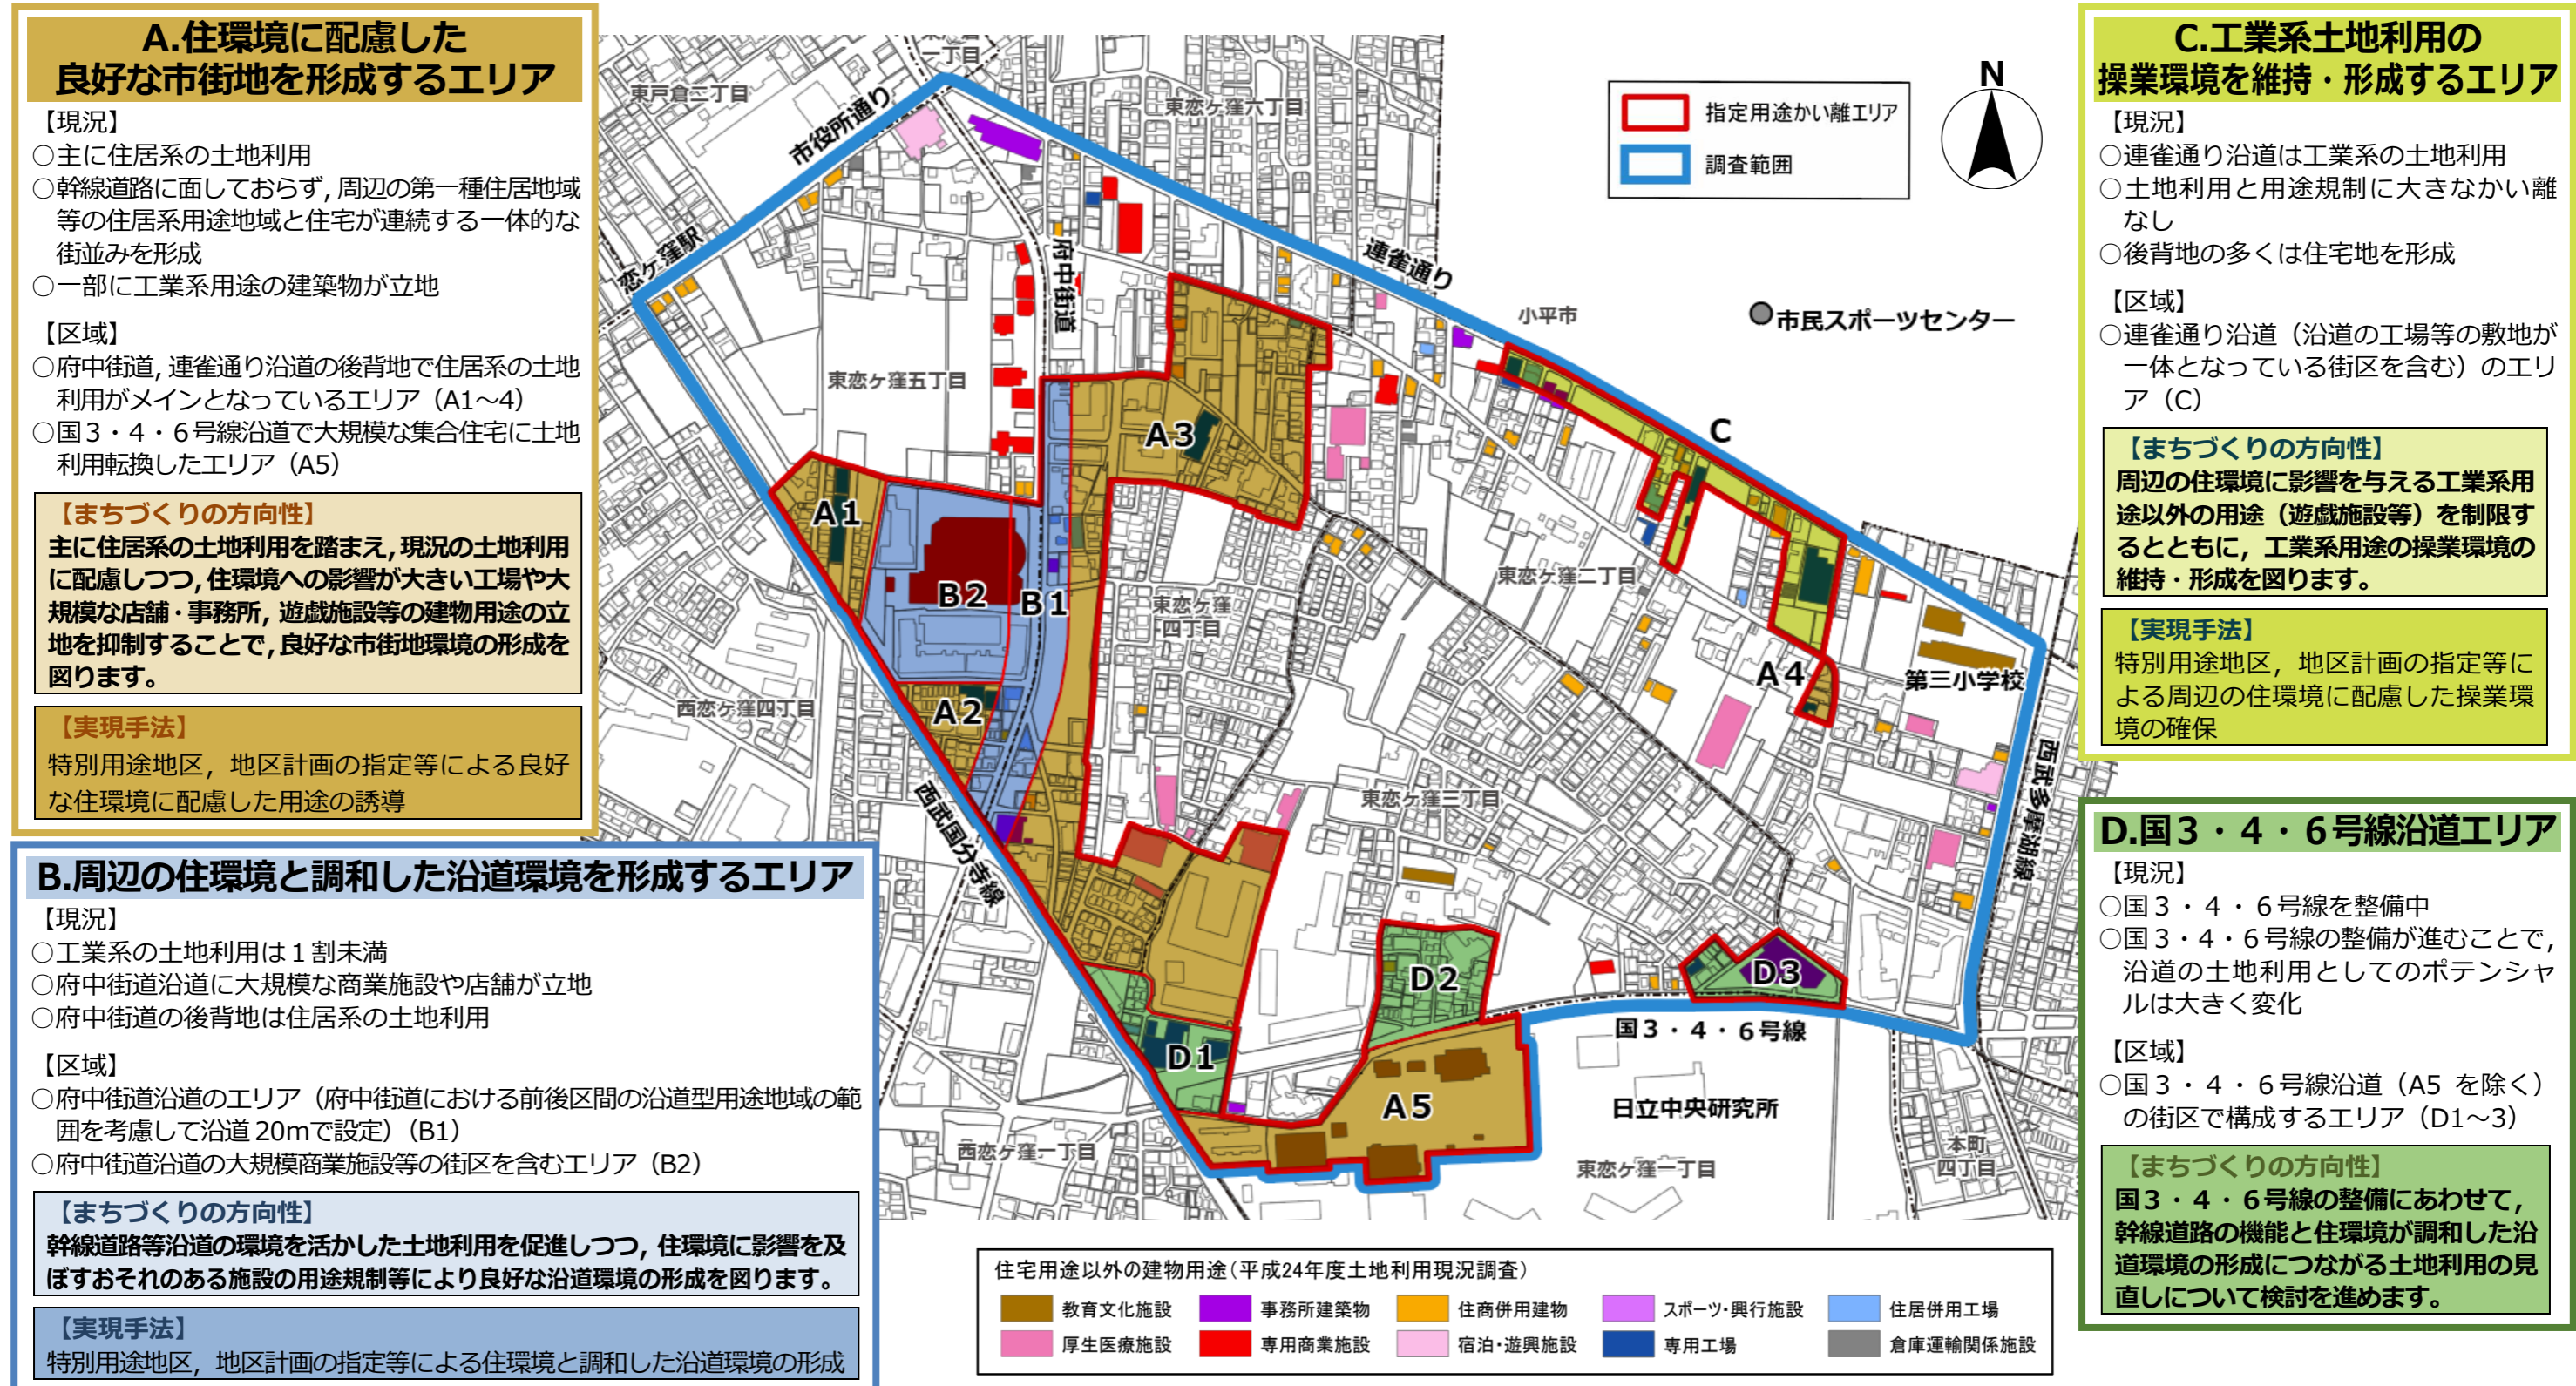 A.住環境に配慮した
良好な市街地を形成するエリア
【現況】
○主に住居系の土地利用
○幹線道路に面しておらず，周辺の第一種住居地域
等の住居系用途地域と住宅が連続する一体的な
街並みを形成
○一部に工業系用途の建築物が立地
【区域】
○府中街道，連雀通り沿道の後背地で住居系の土地
利用がメインとなっているエリア（A1～4）
○国３・４・６号線沿道で大規模な集合住宅に土地
利用転換したエリア（A5）
【まちづくりの方向性】
主に住居系の土地利用を踏まえ，現況の土地利用
に配慮しつつ，住環境への影響が大きい工場や大
規模な店舗・事務所，遊戯施設等の建物用途の立
地を抑制することで，良好な市街地環境の形成を
図ります。
【実現手法】
特別用途地区，地区計画の指定等による良好
な住環境に配慮した用途の誘導
B.周辺の住環境と調和した沿道環境を形成するエリア
【現況】
○工業系の土地利用は１割未満
○府中街道沿道に大規模な商業施設や店舗が立地
○府中街道の後背地は住居系の土地利用
【区域】
○府中街道沿道のエリア（府中街道における前後区間の沿道型用途地域の範
囲を考慮して沿道 20mで設定）（B1）
○府中街道沿道の大規模商業施設等の街区を含むエリア（B2）
【まちづくりの方向性】
幹線道路等沿道の環境を活かした土地利用を促進しつつ，住環境に影響を及
ぼすおそれのある施設の用途規制等により良好な沿道環境の形成を図ります。
【実現手法】
特別用途地区，地区計画の指定等による住環境と調和した沿道環境の形成
一丁目
東戸倉二丁目
市役所通り
東恋ヶ窪六丁目
恋ヶ窪駅
府中街道
連雀通り
小平市
市民スポーツセンター
指定用途かい離エリア
調査範囲
N
東恋ヶ窪五丁目
A3
C
A1
B2
B1
東恋ヶ窪
四丁目
東恋ヶ窪二丁目
A4
第三小学校
西恋ヶ窪四丁目
A2
西武国分寺線
東恋ヶ窪三丁目
西武多摩湖線
D2
D3
国３・４・６号線
D1
A5
日立中央研究所
西恋ヶ窪一丁目
東恋ヶ窪一丁目
本町
四丁目
住宅用途以外の建物用途（平成24年度土地利用現況調査）
教育文化施設
事務所建築物
住商併用建物
スポーツ・興行施設
住居併用工場
厚生医療施設
専用商業施設
宿泊・遊興施設
専用工場
倉庫運輸関係施設
C.工業系土地利用の
操業環境を維持・形成するエリア
【現況】
○連雀通り沿道は工業系の土地利用
○土地利用と用途規制に大きなかい離
なし
○後背地の多くは住宅地を形成
【区域】
○連雀通り沿道（沿道の工場等の敷地が
一体となっている街区を含む）のエリ
ア（C）
【まちづくりの方向性】
周辺の住環境に影響を与える工業系用
途以外の用途（遊戯施設等）を制限す
るとともに，工業系用途の操業環境の
維持・形成を図ります。
【実現手法】
特別用途地区，地区計画の指定等に
よる周辺の住環境に配慮した操業環
境の確保
D.国３・４・６号線沿道エリア
【現況】
○国３・４・６号線を整備中
○国３・４・６号線の整備が進むことで，
沿道の土地利用としてのポテンシャ
ルは大きく変化
【区域】
○国３・４・６号線沿道（A5 を除く）
の街区で構成するエリア（D1～3）
【まちづくりの方向性】
国３・４・６号線の整備にあわせて，
幹線道路の機能と住環境が調和した沿
道環境の形成につながる土地利用の見
直しについて検討を進めます。